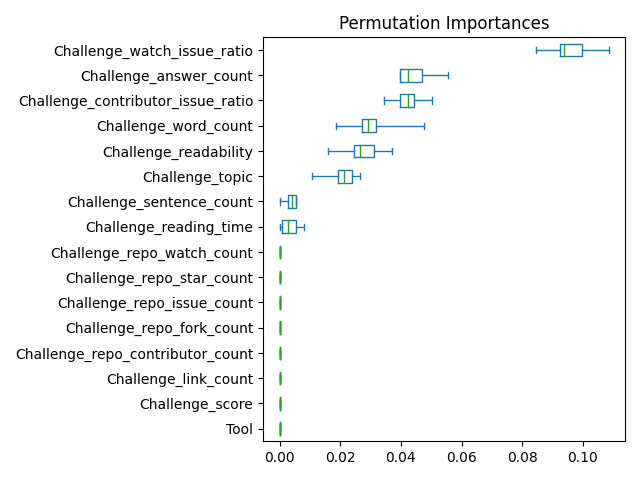 Permutation Importances
Challenge_watch_issue_ratio
Challenge_answer_count
Challenge_contributor_issue_ratio
Challenge_word_count
Challenge_readability
Challenge_topic
Challenge_sentence_count
Challenge_reading_time
Challenge_repo_watch_count
Challenge_repo_star_count
Challenge_repo_issue_count
Challenge_repo_fork_count
Challenge_repo_contributor_count
Challenge_link_count
Challenge_score
Tool
0.00 0.02 0.04 0.06 0.08 0.10